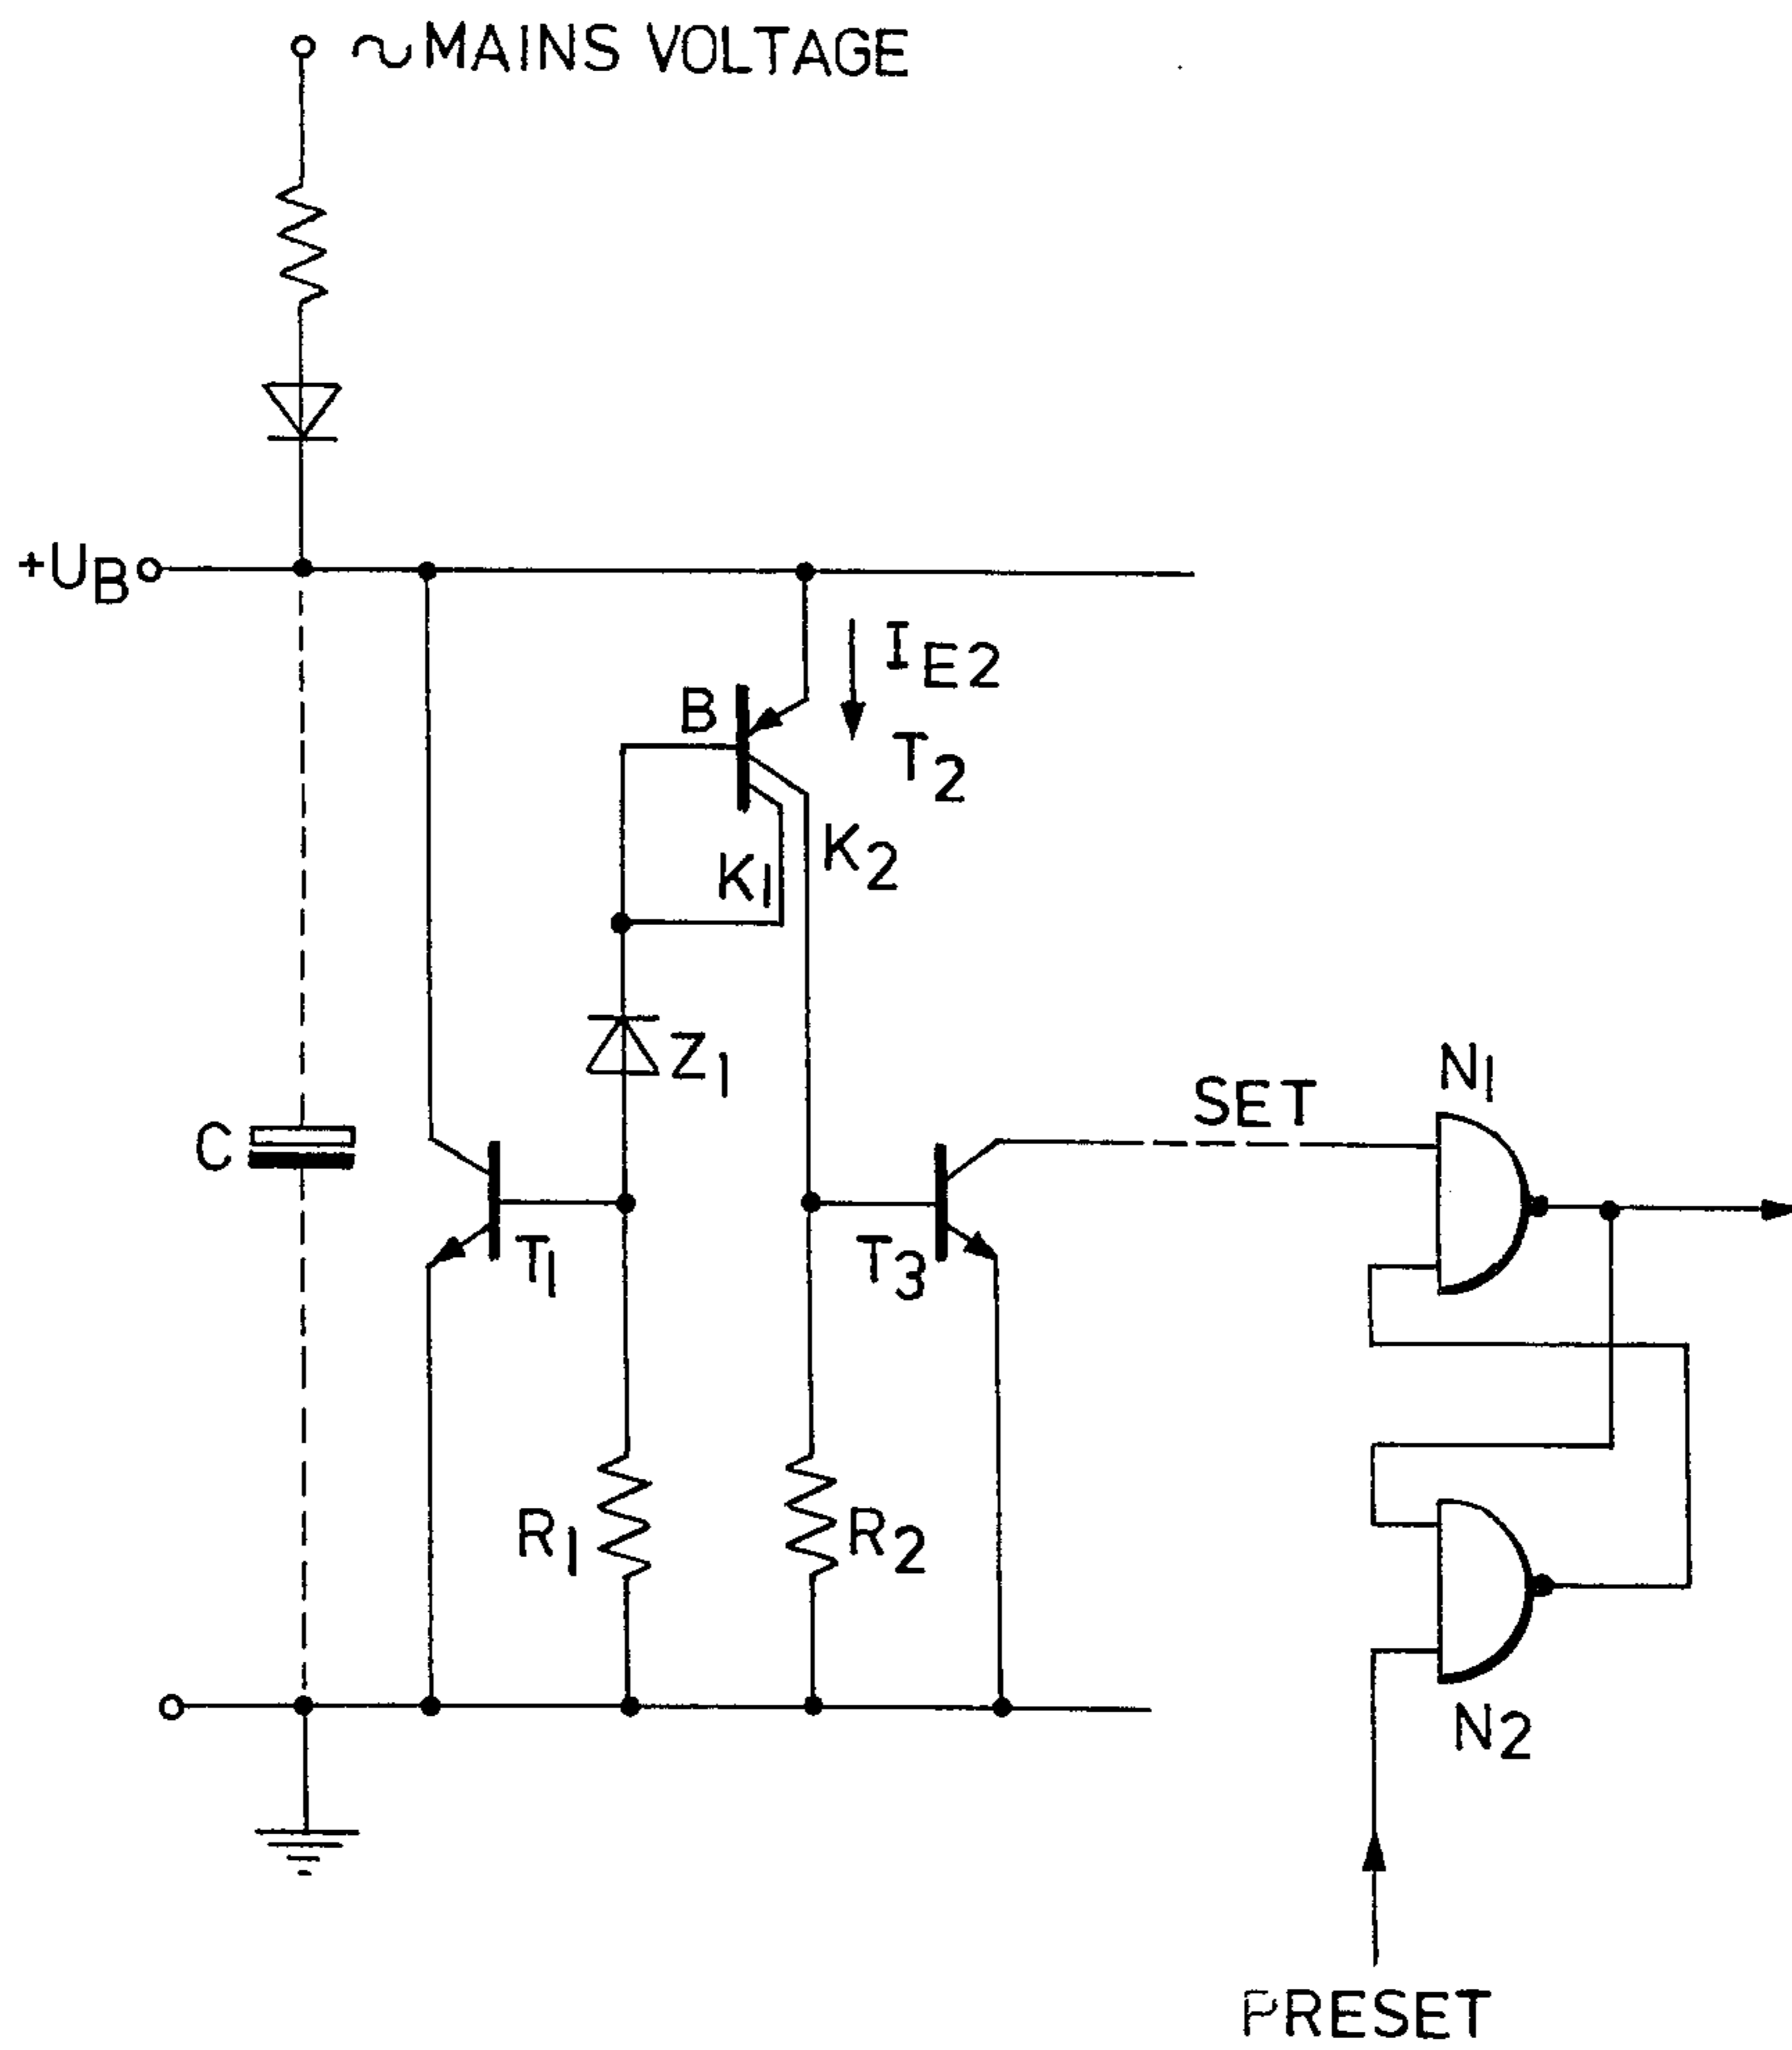 ∿ MAINS VOLTAGE
+UB
IE2
B
T2
K2
K1
Z1
N1
SET
C
T1
T3
R1
R2
N2
PRESET